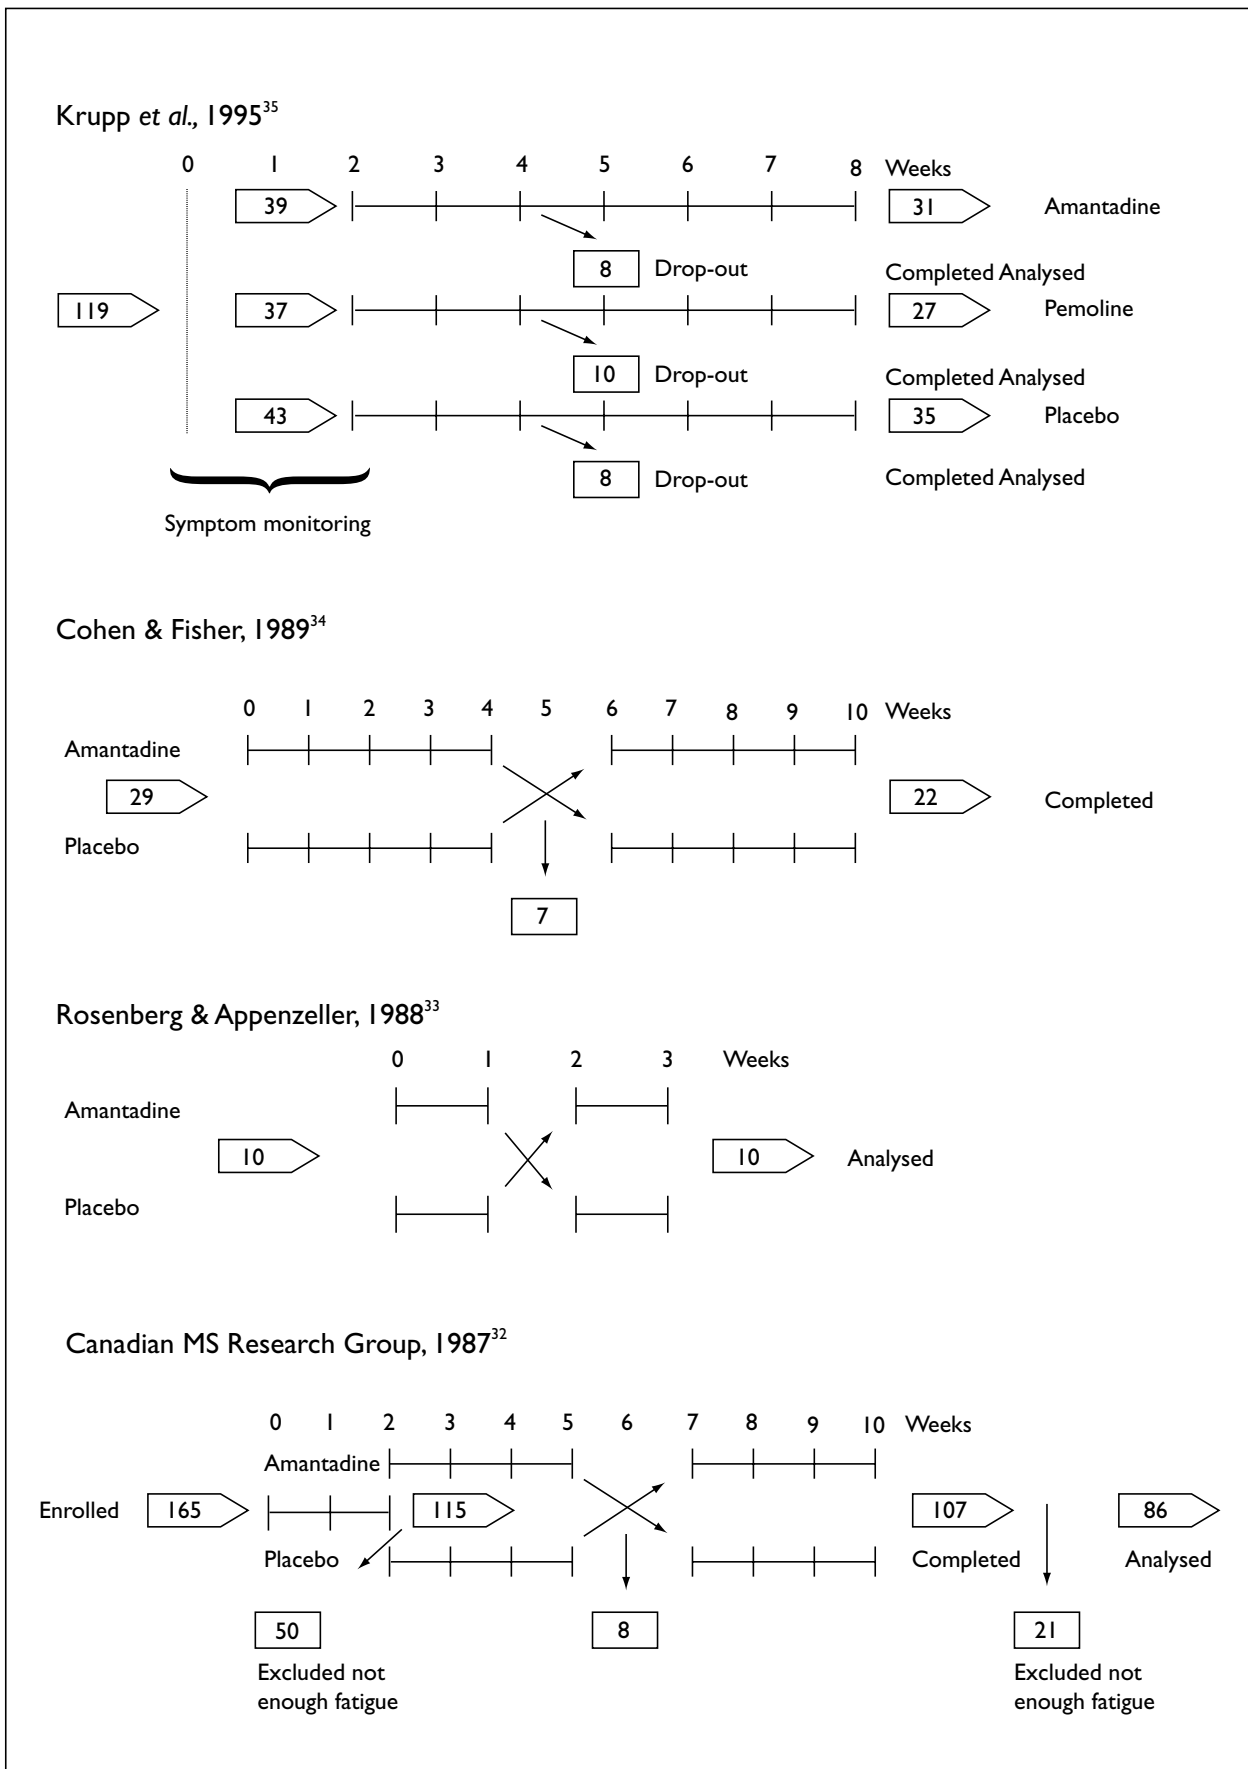 Krupp et al., 1995³⁵
0 1 2 3 4 5 6 7 8 Weeks
39 31 Amantadine
8 Drop-out Completed Analysed
119 37 27 Pemoline
10 Drop-out Completed Analysed
43 35 Placebo
8 Drop-out Completed Analysed
Symptom monitoring
Cohen & Fisher, 1989³⁴
0 1 2 3 4 5 6 7 8 9 10 Weeks
Amantadine
29 22 Completed
Placebo
7
Rosenberg & Appenzeller, 1988³³
0 1 2 3 Weeks
Amantadine
10 10 Analysed
Placebo
Canadian MS Research Group, 1987³²
0 1 2 3 4 5 6 7 8 9 10 Weeks
Amantadine
Enrolled 165 115 107 86
Placebo Completed Analysed
50 8 21
Excluded not Excluded not
enough fatigue enough fatigue